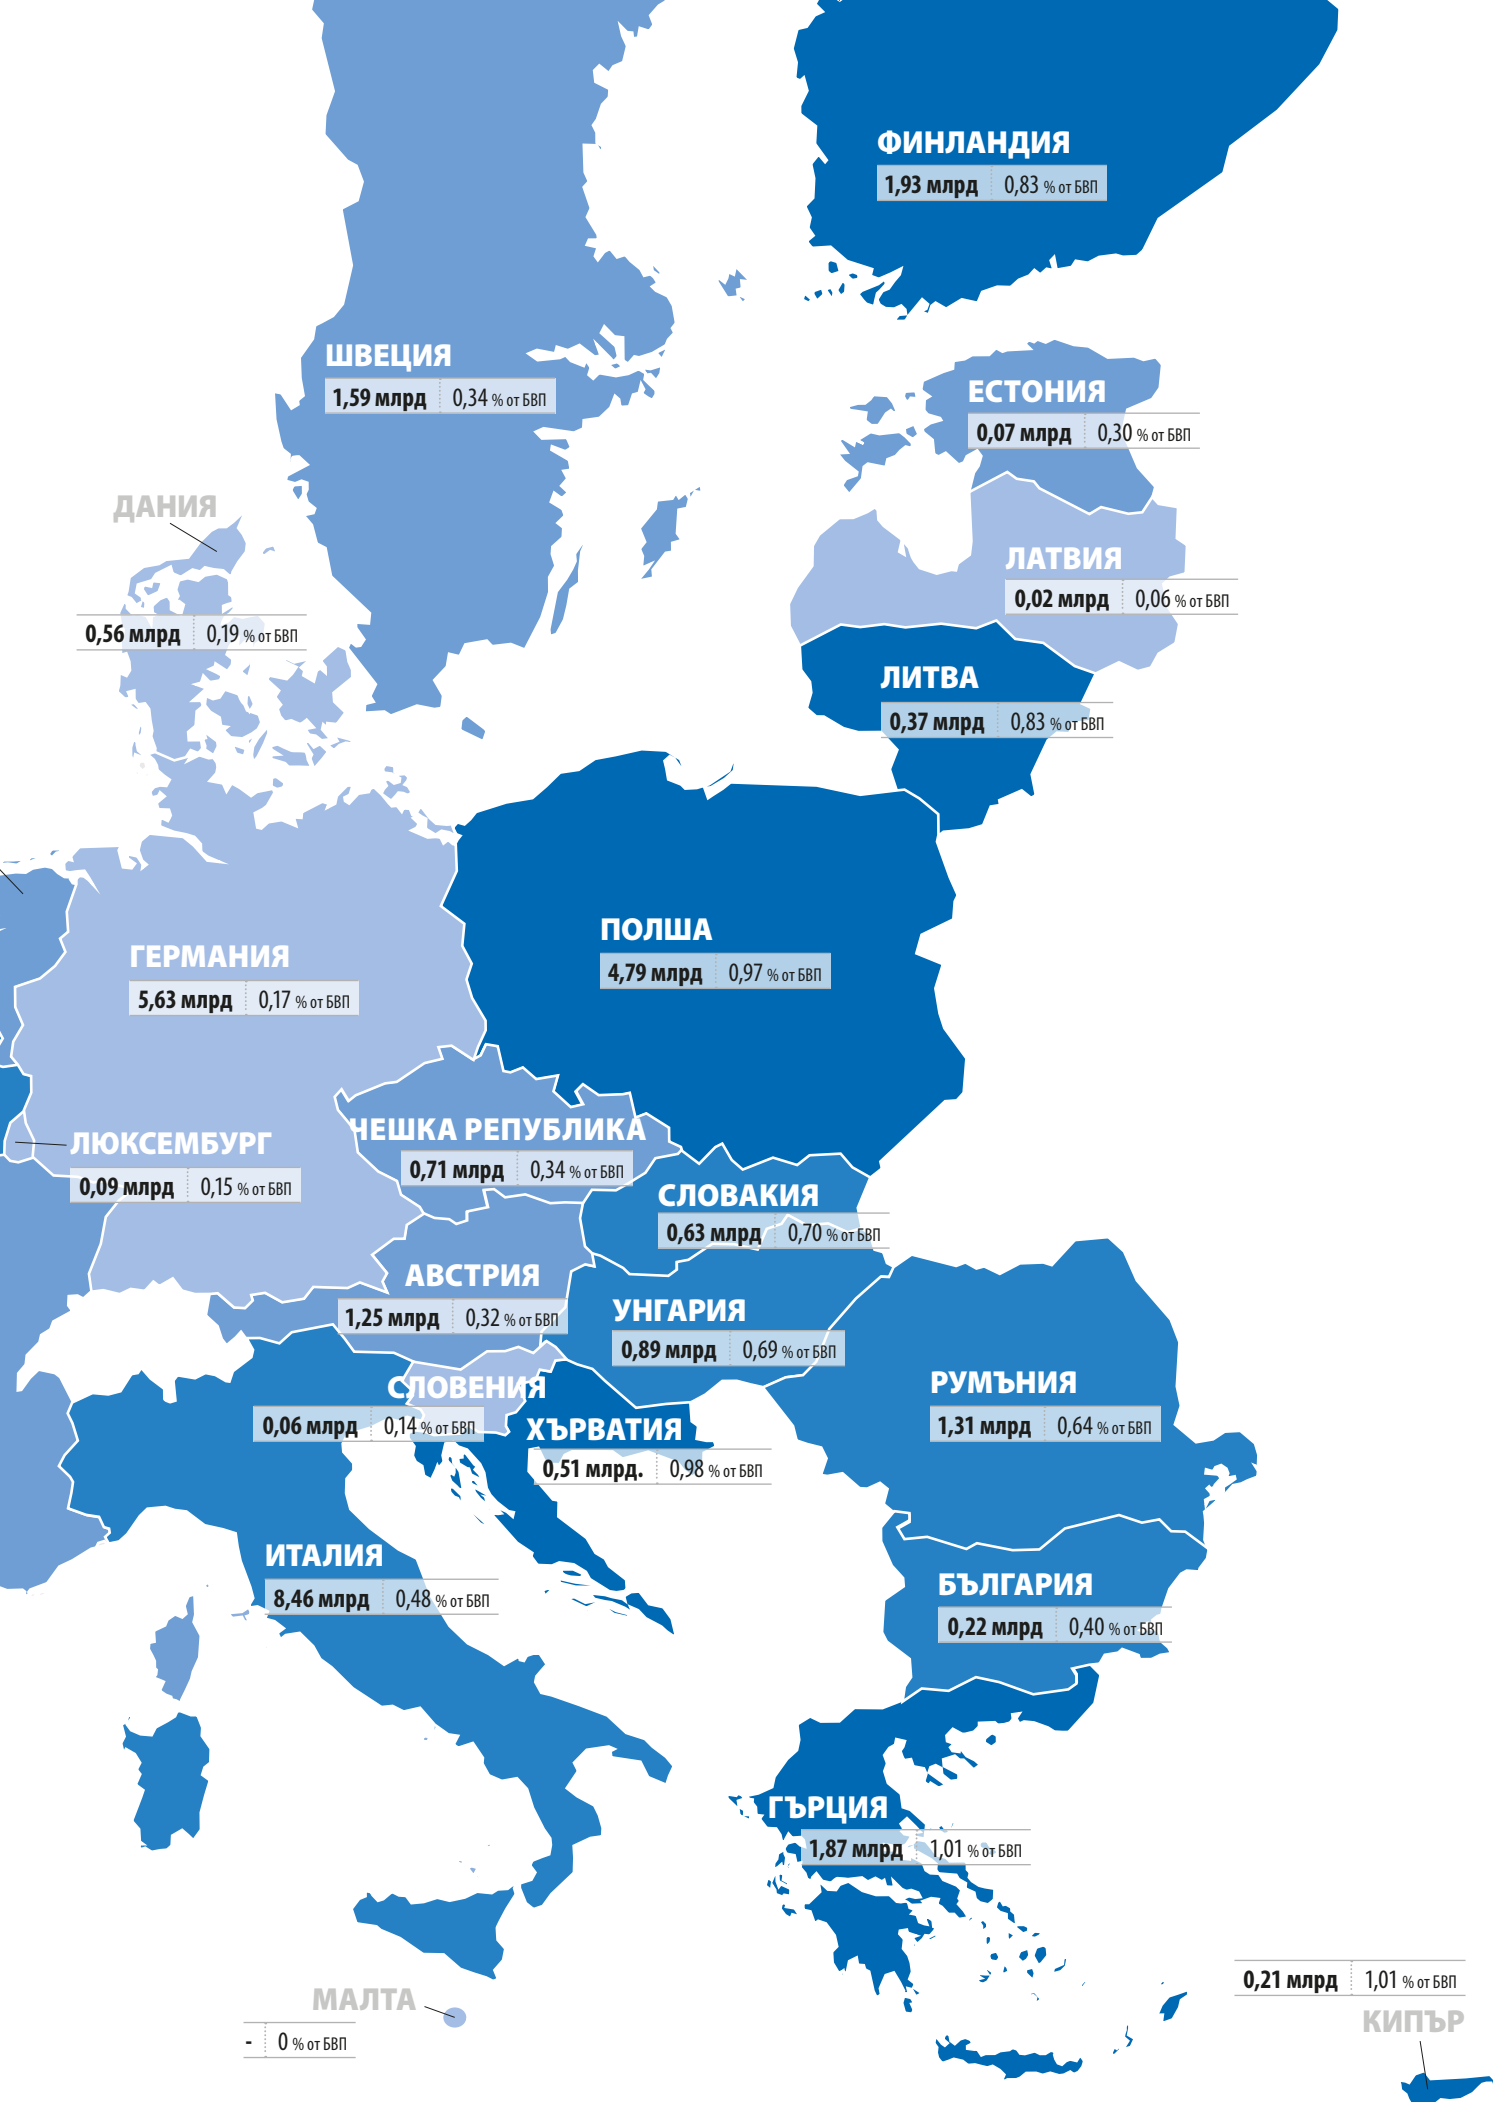 ФИНЛАНДИЯ
1,93 млрд 0,83 % от БВП
ШВЕЦИЯ
1,59 млрд 0,34 % от БВП
ЕСТОНИЯ
0,07 млрд 0,30 % от БВП
ДАНИЯ
0,56 млрд 0,19 % от БВП
ЛАТВИЯ
0,02 млрд 0,06 % от БВП
ЛИТВА
0,37 млрд 0,83 % от БВП
ПОЛША
4,79 млрд 0,97 % от БВП
ГЕРМАНИЯ
5,63 млрд 0,17 % от БВП
ЧЕШКА РЕПУБЛИКА
0,71 млрд 0,34 % от БВП
ЛЮКСЕМБУРГ
0,09 млрд 0,15 % от БВП
СЛОВАКИЯ
0,63 млрд 0,70 % от БВП
АВСТРИЯ
1,25 млрд 0,32 % от БВП
УНГАРИЯ
0,89 млрд 0,69 % от БВП
РУМЪНИЯ
1,31 млрд 0,64 % от БВП
СЛОВЕНИЯ
0,06 млрд 0,14 % от БВП
ХЪРВАТИЯ
0,51 млрд. 0,98 % от БВП
ИТАЛИЯ
8,46 млрд 0,48 % от БВП
БЪЛГАРИЯ
0,22 млрд 0,40 % от БВП
ГЪРЦИЯ
1,87 млрд 1,01 % от БВП
МАЛТА
- 0 % от БВП
0,21 млрд 1,01 % от БВП
КИПЪР